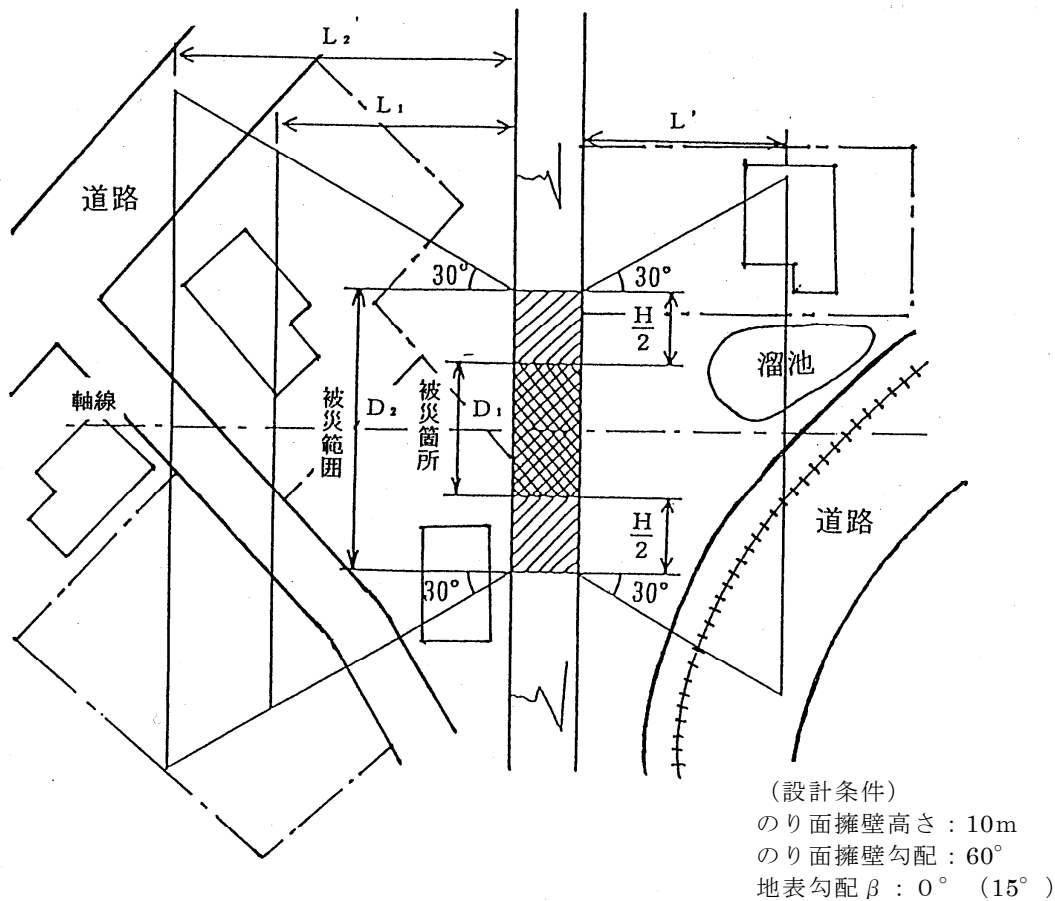 L₂'
L₁
L'
道路
30°
30°
H/2
溜池
軸線
被災範囲
D₂
被災箇所
D₁
H/2
道路
30°
30°
(設計条件)
のり面擁壁高さ:10m
のり面擁壁勾配:60°
地表勾配β:0°(15°)